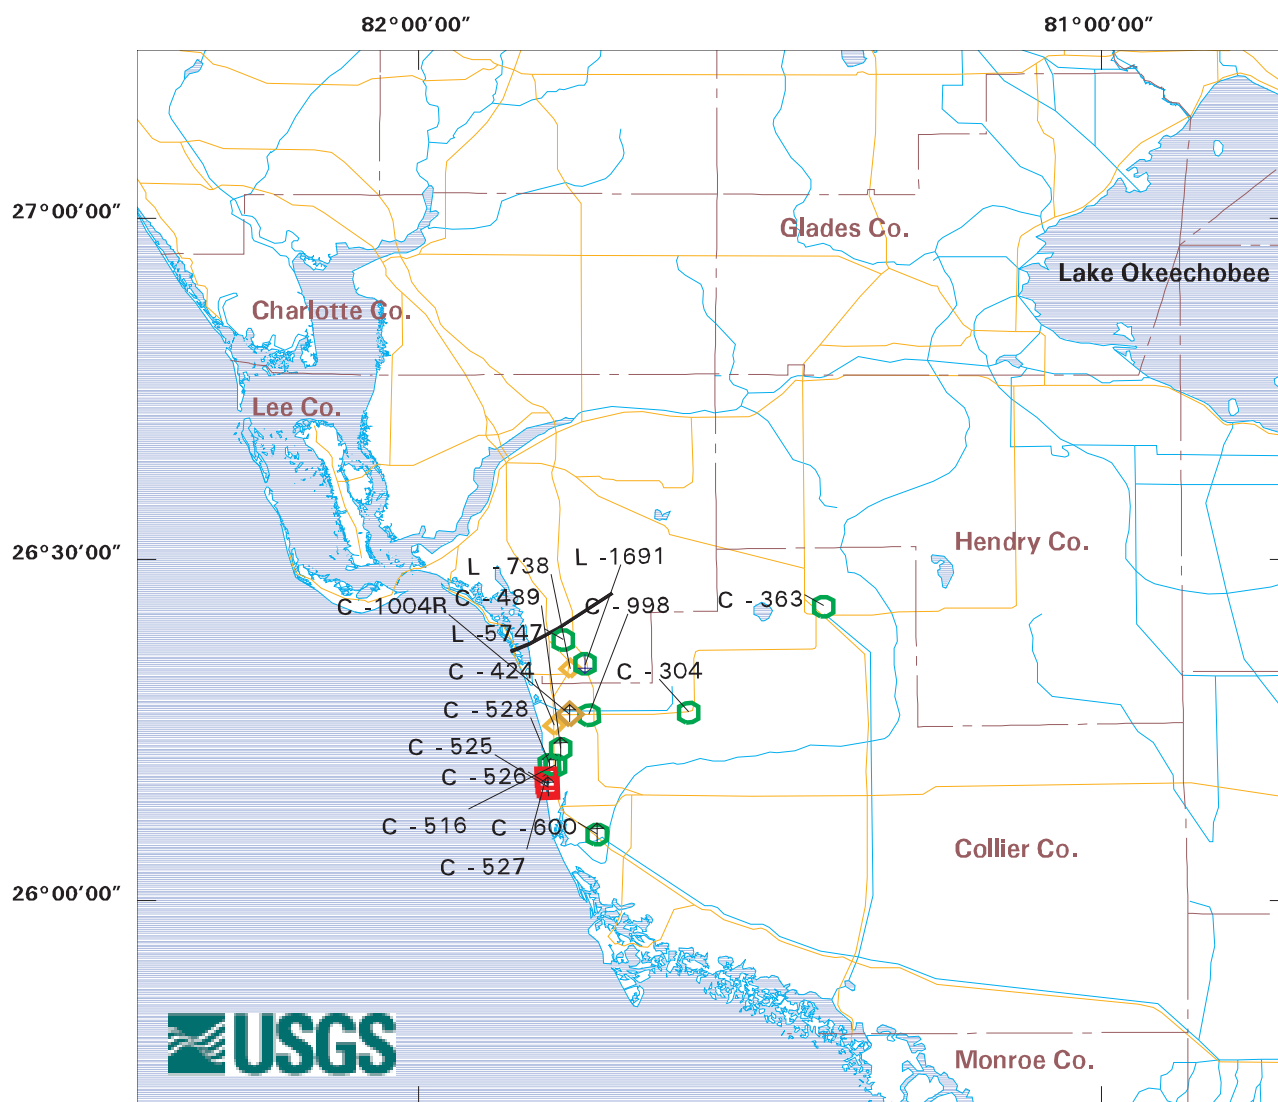 82°00'00"
81°00'00"
27°00'00"
Glades Co.
Lake Okeechobee
Charlotte Co.
Lee Co.
26°30'00"
Hendry Co.
L - 738
L -1691
C - 489
C -1004R
C - 998
C - 363
L - 5747
C - 424
C - 304
C - 528
C - 525
C - 526
C - 516
C - 600
C - 527
Collier Co.
26°00'00"
USGS
Monroe Co.